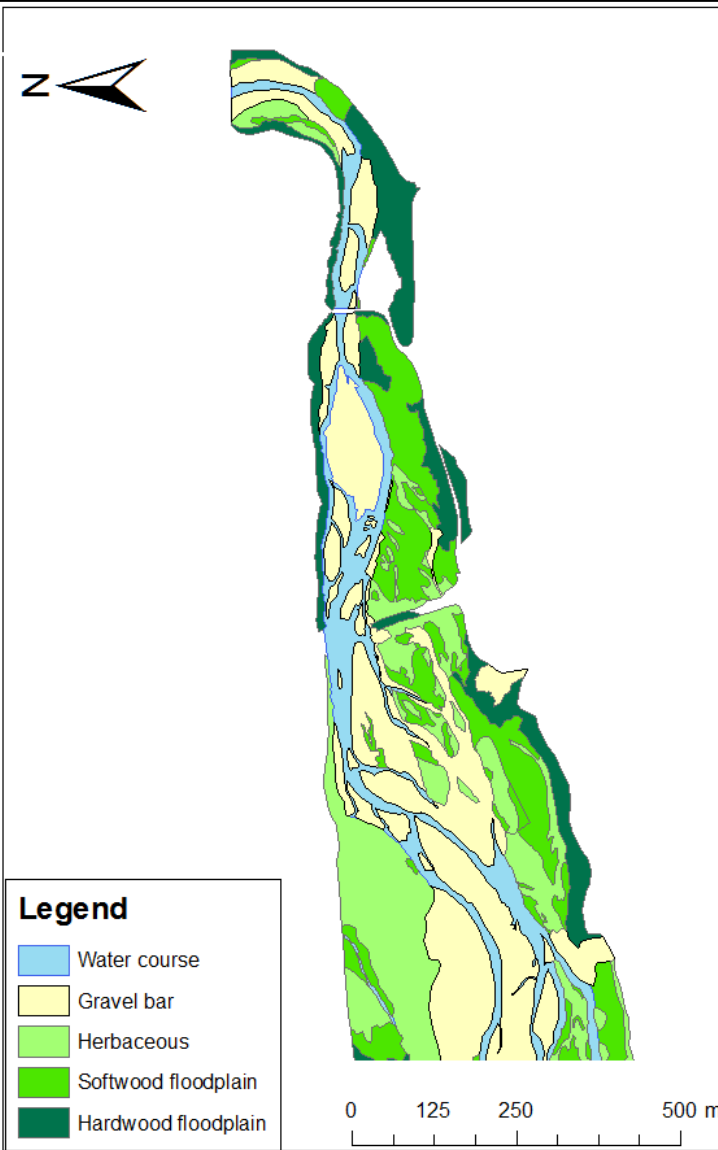 N
Legend
Water course
Gravel bar
Herbaceous
Softwood floodplain
Hardwood floodplain
0 125 250 500 m